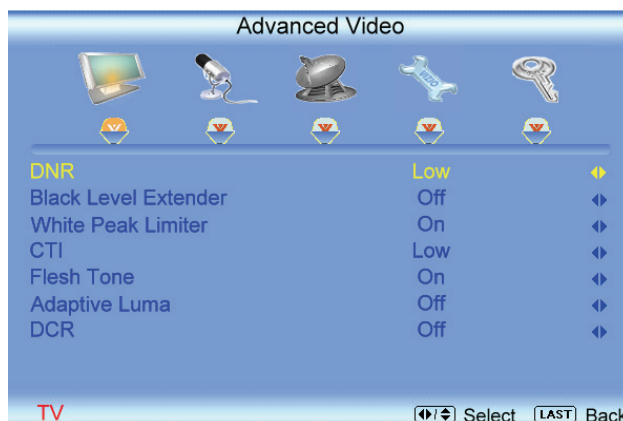 Advanced Video
VIZIO
DNR Low
Black Level Extender Off
White Peak Limiter On
CTI Low
Flesh Tone On
Adaptive Luma Off
DCR Off
TV Select LAST Back